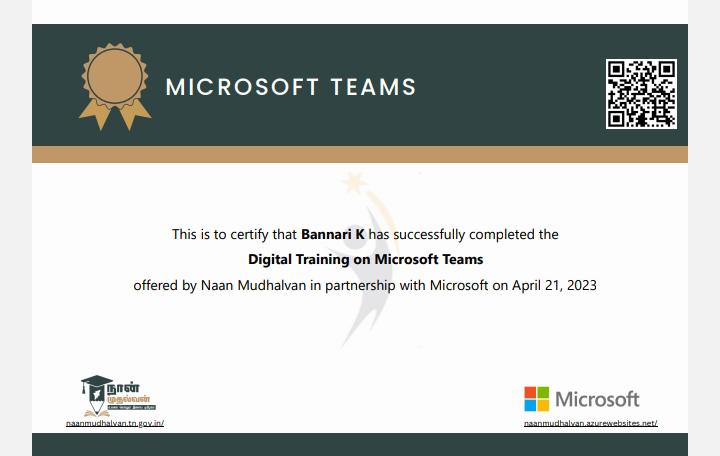 MICROSOFT TEAMS
This is to certify that Bannari K has successfully completed the
Digital Training on Microsoft Teams
offered by Naan Mudhalvan in partnership with Microsoft on April 21, 2023
நான்
முதல்வன்
naanmudhalvan.tn.gov.in/
Microsoft
naanmudhalvan.azurewebsites.net/